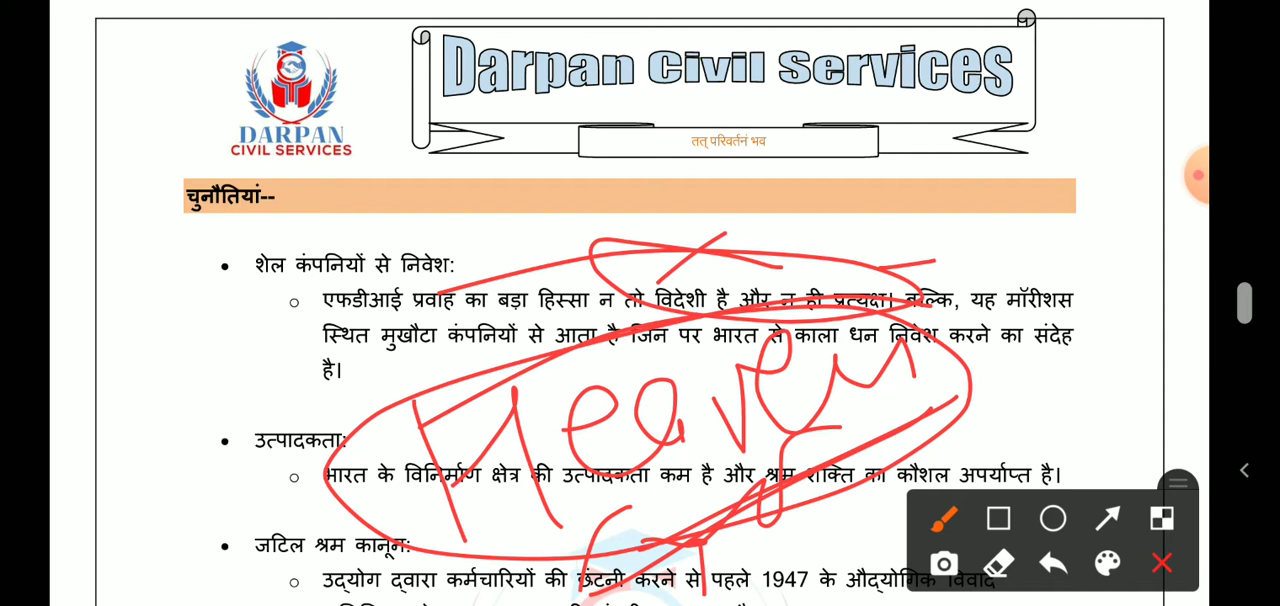 Darpan Civil Services
DARPAN
CIVIL SERVICES
तत् परिवर्तनं भव
चुनौतियां--
• शेल कंपनियों से निवेश:
o एफडीआई प्रवाह का बड़ा हिस्सा न तो विदेशी है और न ही प्रत्यक्ष। बल्कि, यह मॉरीशस
स्थित मुखौटा कंपनियों से आता है जिन पर भारत से काला धन निवेश करने का संदेह
है।
Heaven
• उत्पादकता:
o भारत के विनिर्माण क्षेत्र की उत्पादकता कम है और श्रम शक्ति का कौशल अपर्याप्त है।
• जटिल श्रम कानून:
o उद्योग द्वारा कर्मचारियों की छंटनी करने से पहले 1947 के औद्योगिक विवाद